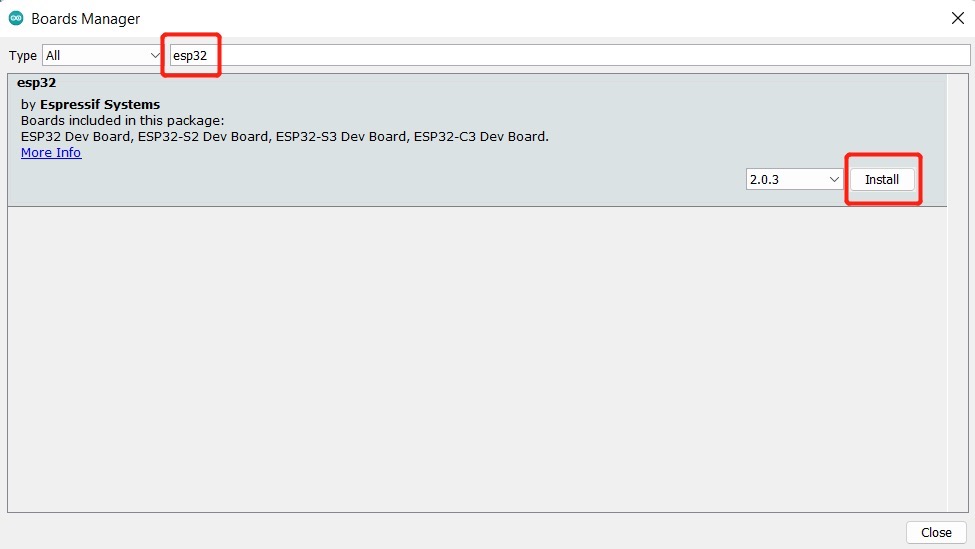 Boards Manager
Type All esp32
esp32
by Espressif Systems
Boards included in this package:
ESP32 Dev Board, ESP32-S2 Dev Board, ESP32-S3 Dev Board, ESP32-C3 Dev Board.
More Info
2.0.3 Install
Close